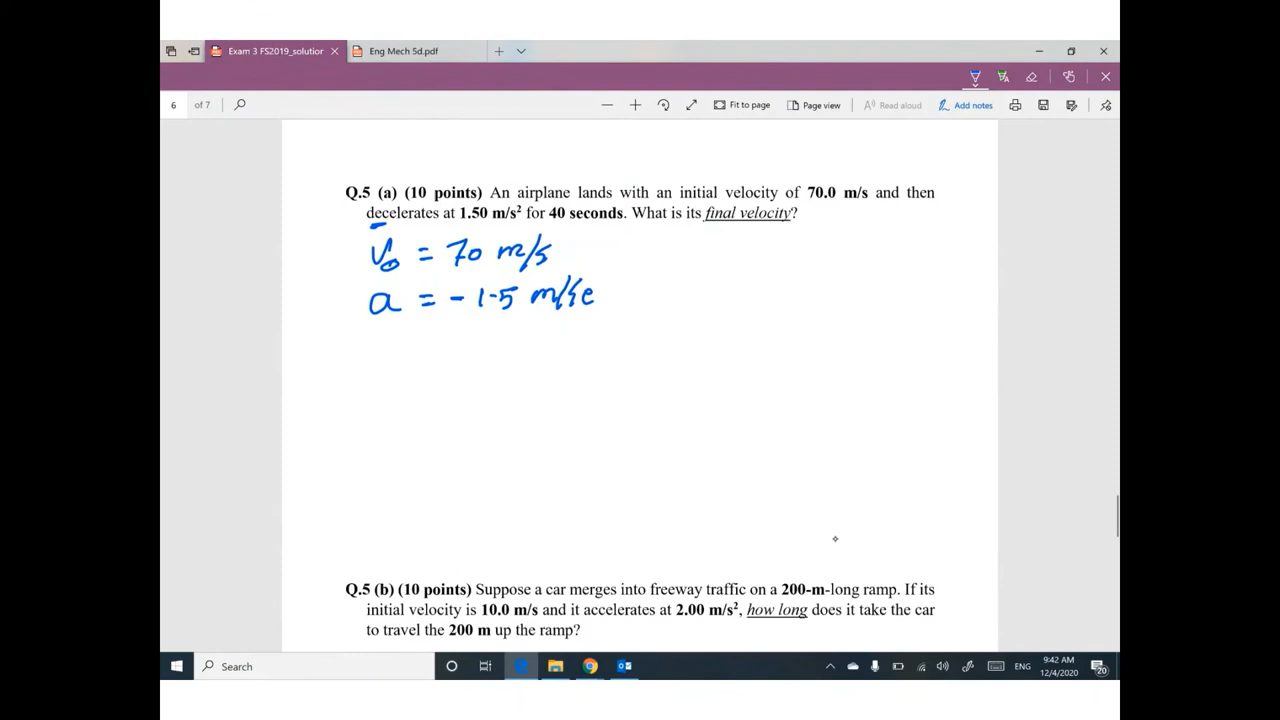 Exam 3 FS2019_solutior
Eng Mech 5d.pdf
6 of 7
Fit to page
Page view
Read aloud
Add notes
Q.5 (a) (10 points) An airplane lands with an initial velocity of 70.0 m/s and then
decelerates at 1.50 m/s² for 40 seconds. What is its final velocity?
V₀ = 70 m/s
a = - 1.5 m/se
Q.5 (b) (10 points) Suppose a car merges into freeway traffic on a 200-m-long ramp. If its
initial velocity is 10.0 m/s and it accelerates at 2.00 m/s², how long does it take the car
to travel the 200 m up the ramp?
Search
ENG
9:42 AM
12/4/2020
20